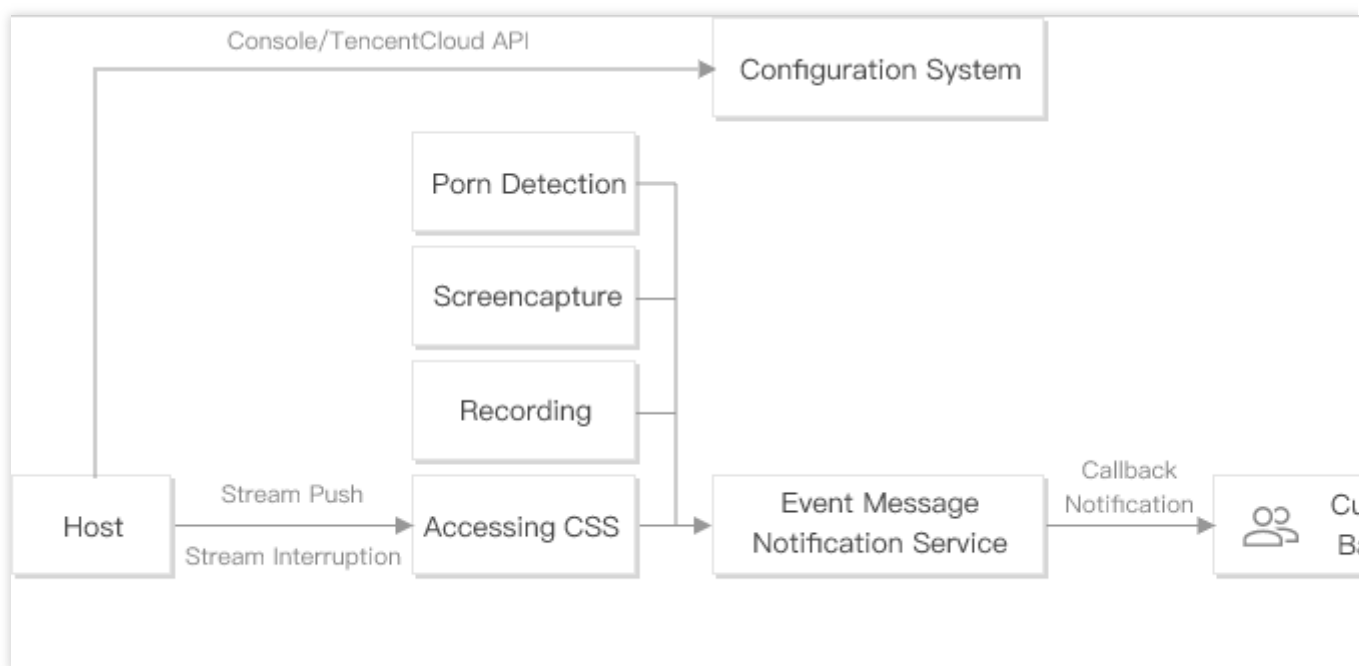 Console/TencentCloud API
Configuration System
Porn Detection
Screencapture
Recording
Host
Stream Push
Stream Interruption
Accessing CSS
Event Message
Notification Service
Callback
Notification